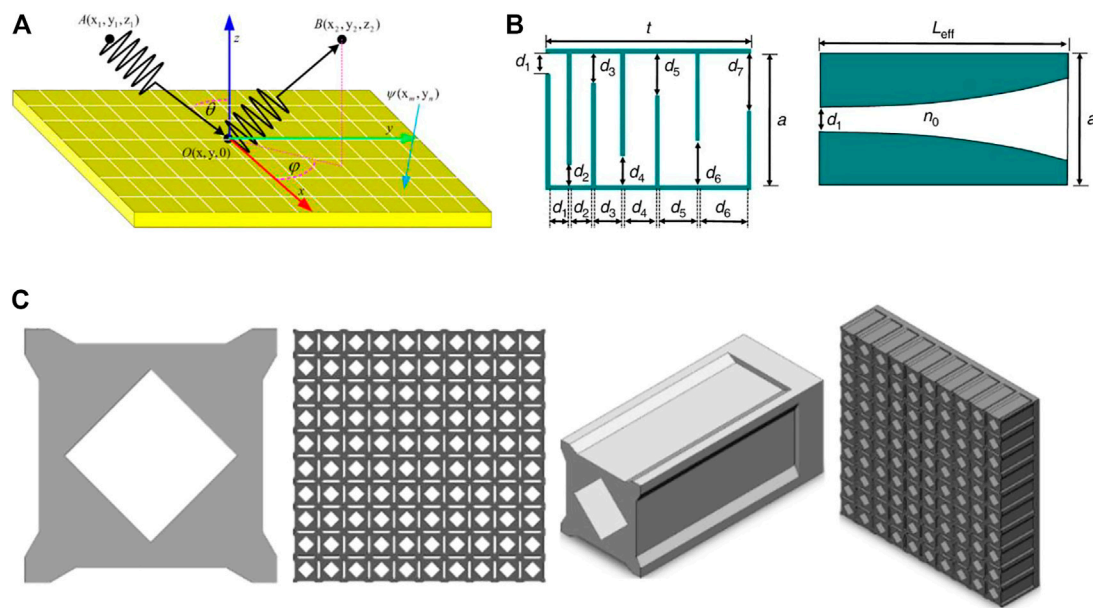 A
A(x₁, y₁, z₁)
z
B(x₂, y₂, z₂)
θ
ψ(xₘ, yₙ)
y
O(x, y, 0)
φ
x
B
t
d₁
d₃
d₅
d₇
a
d₂
d₄
d₆
d₁ d₂ d₃ d₄ d₅ d₆
L_eff
d₁
n₀
a
C